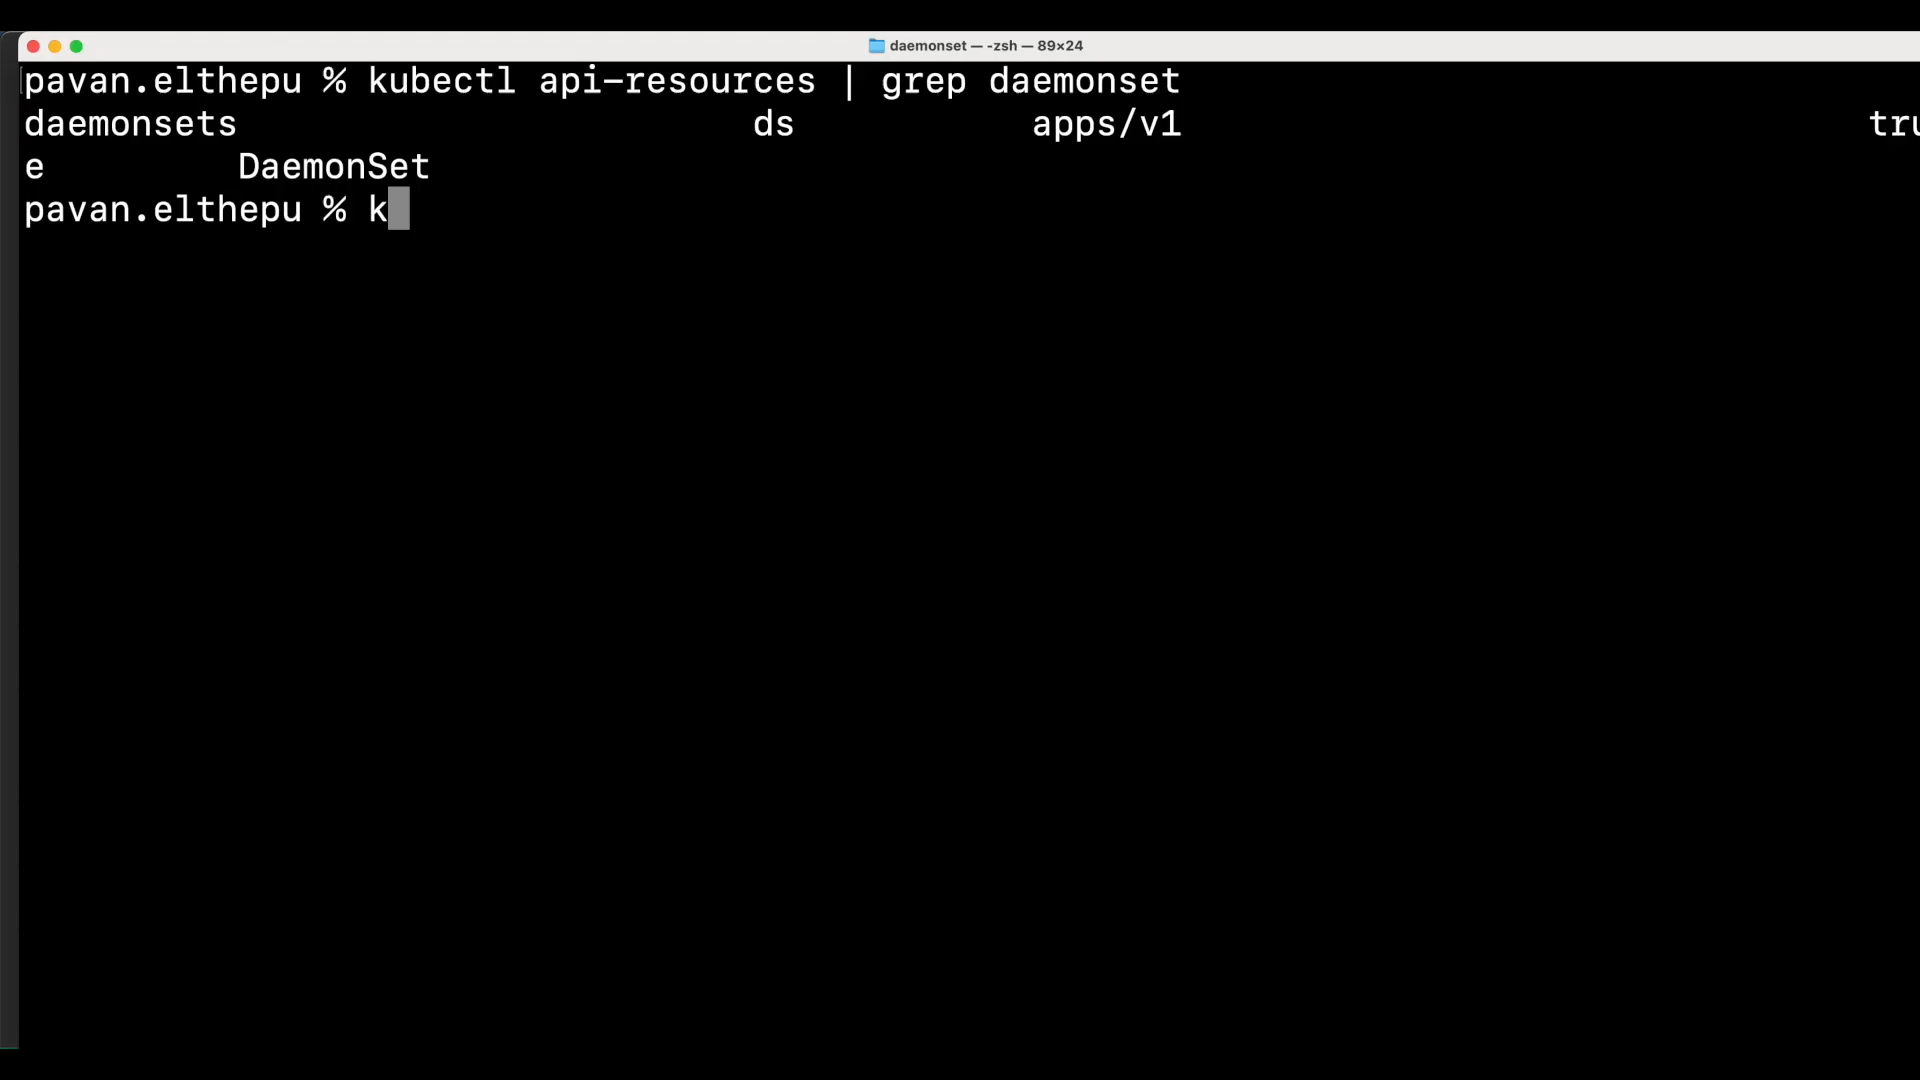 daemonset — -zsh — 89×24
pavan.elthepu % kubectl api-resources | grep daemonset
daemonsets ds apps/v1 tru
e DaemonSet
pavan.elthepu % k